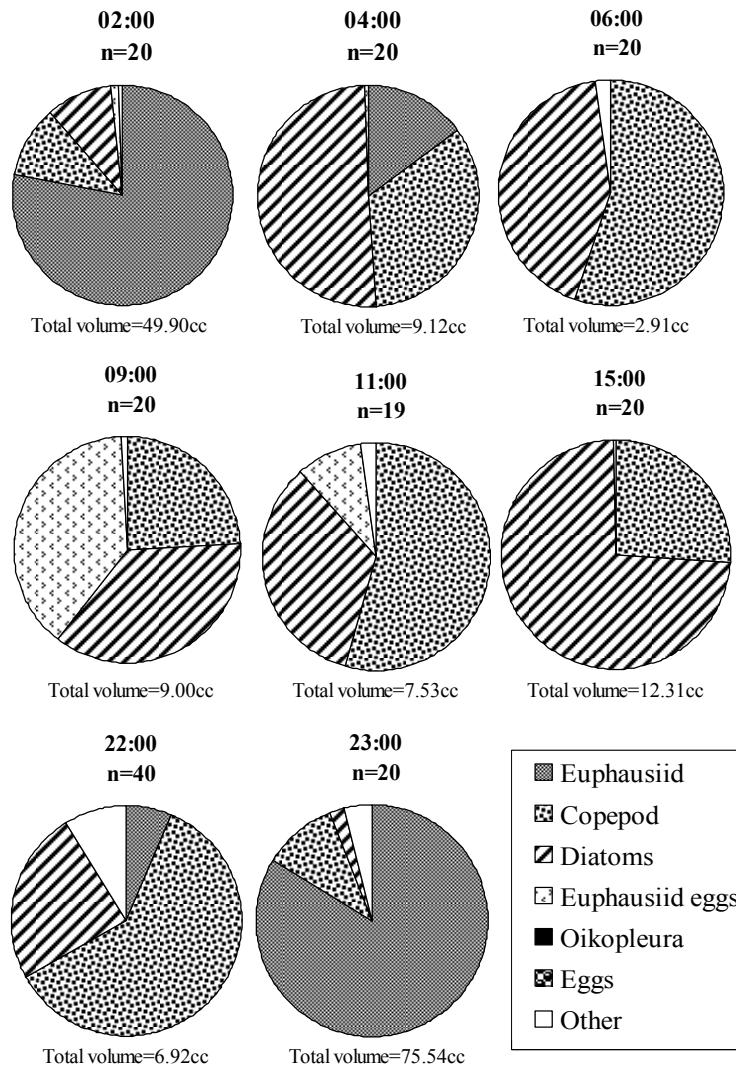 02:00
n=20
Total volume=49.90cc
04:00
n=20
Total volume=9.12cc
06:00
n=20
Total volume=2.91cc
09:00
n=20
Total volume=9.00cc
11:00
n=19
Total volume=7.53cc
15:00
n=20
Total volume=12.31cc
22:00
n=40
Total volume=6.92cc
23:00
n=20
Total volume=75.54cc
Euphausiid
Copepod
Diatoms
Euphausiid eggs
Oikopleura
Eggs
Other